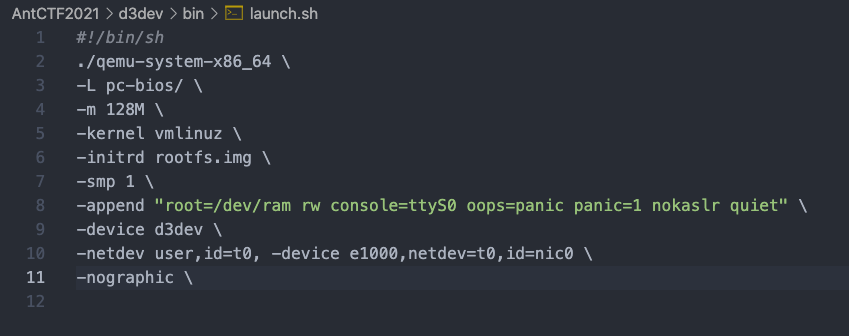 AntCTF2021 > d3dev > bin > launch.sh
1 #!/bin/sh
2 ./qemu-system-x86_64 \
3 -L pc-bios/ \
4 -m 128M \
5 -kernel vmlinuz \
6 -initrd rootfs.img \
7 -smp 1 \
8 -append "root=/dev/ram rw console=ttyS0 oops=panic panic=1 nokaslr quiet" \
9 -device d3dev \
10 -netdev user,id=t0, -device e1000,netdev=t0,id=nic0 \
11 -nographic \
12